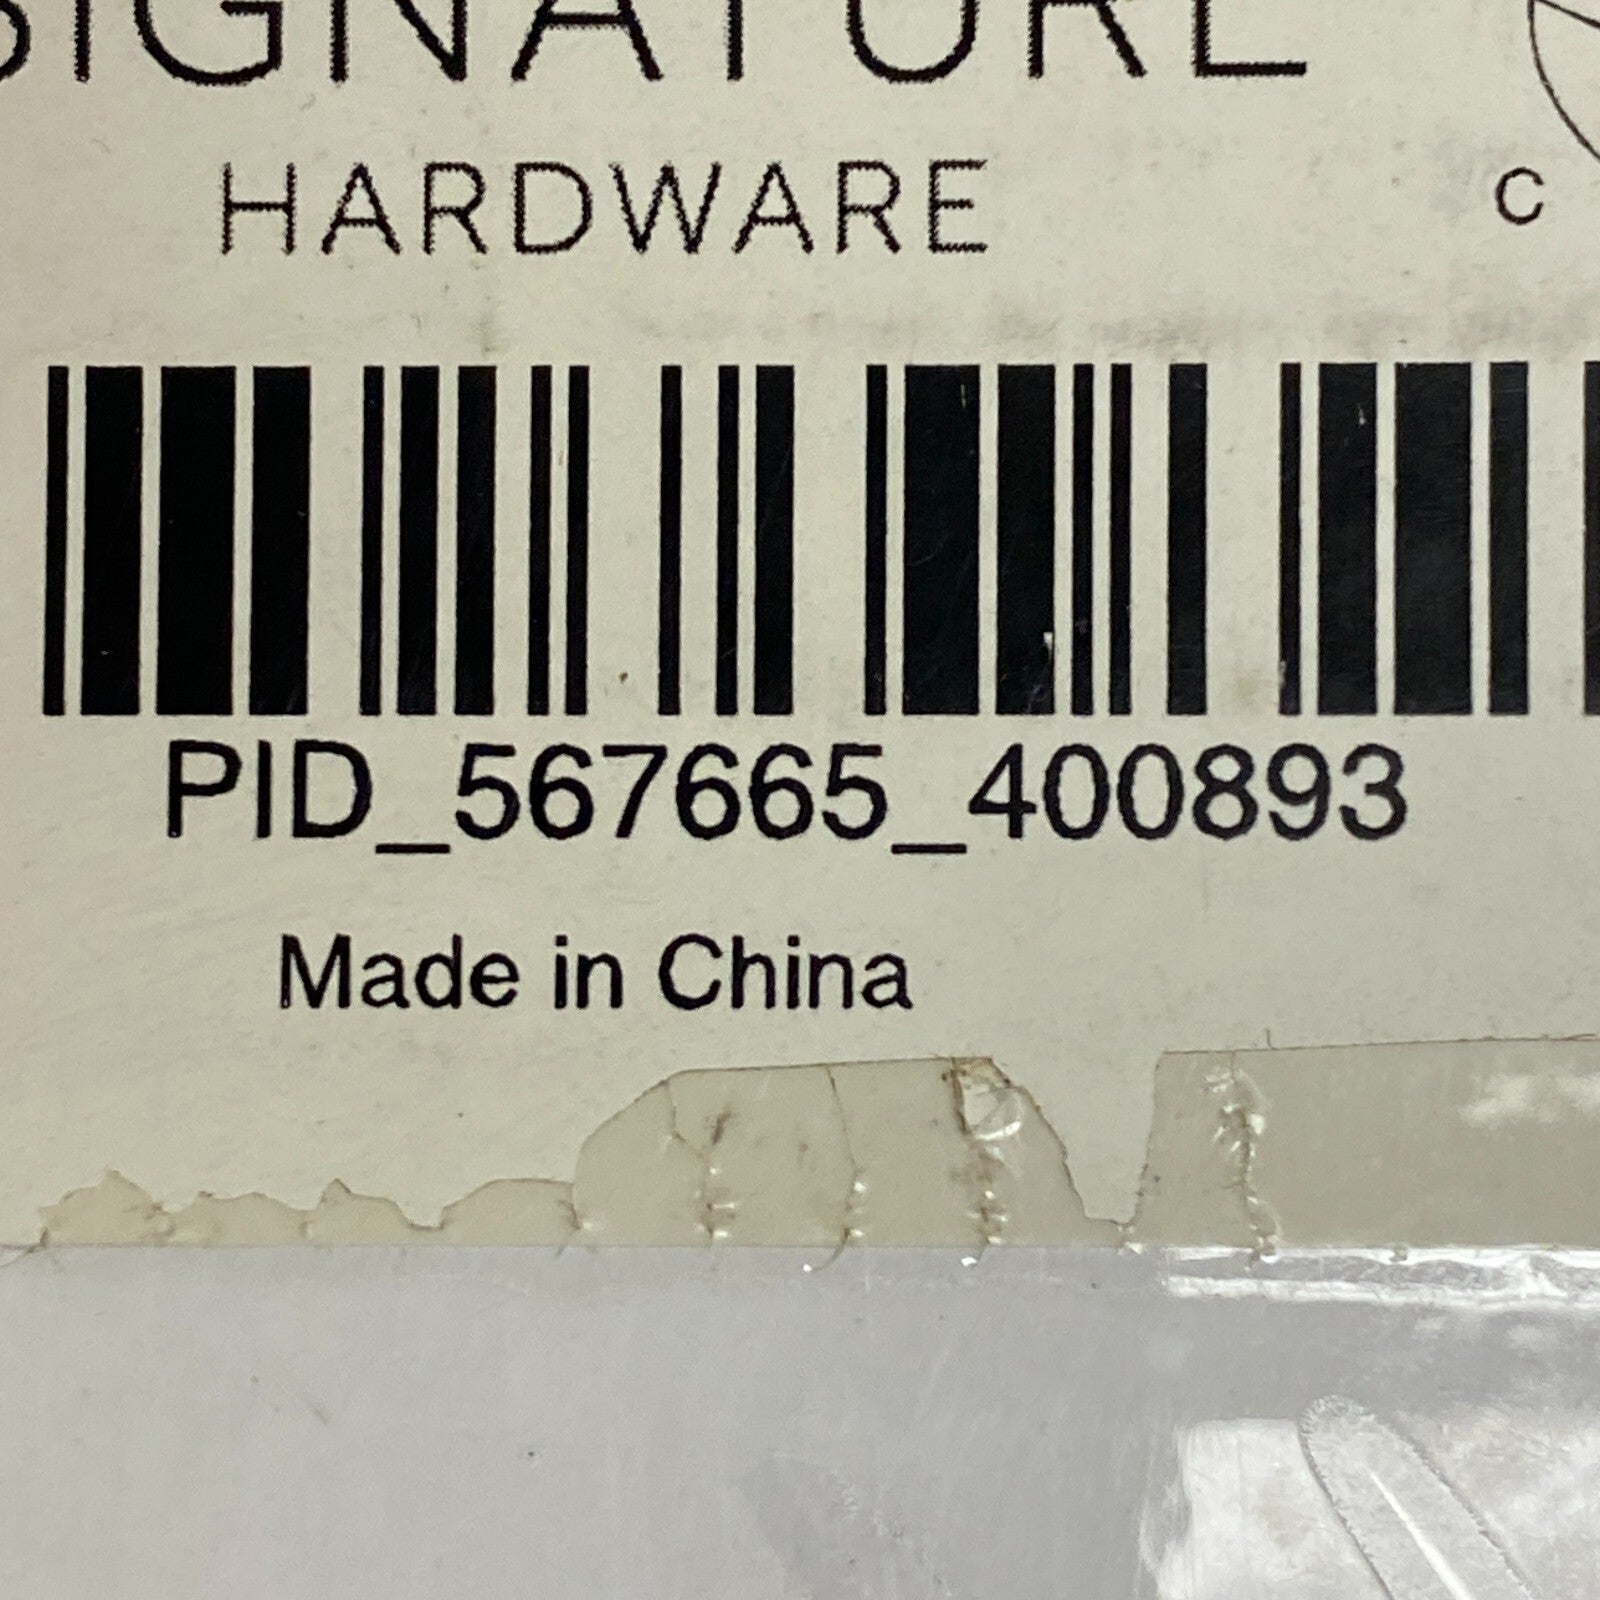 SIGNATURE
HARDWARE
C
PID_567665_400893
Made in China